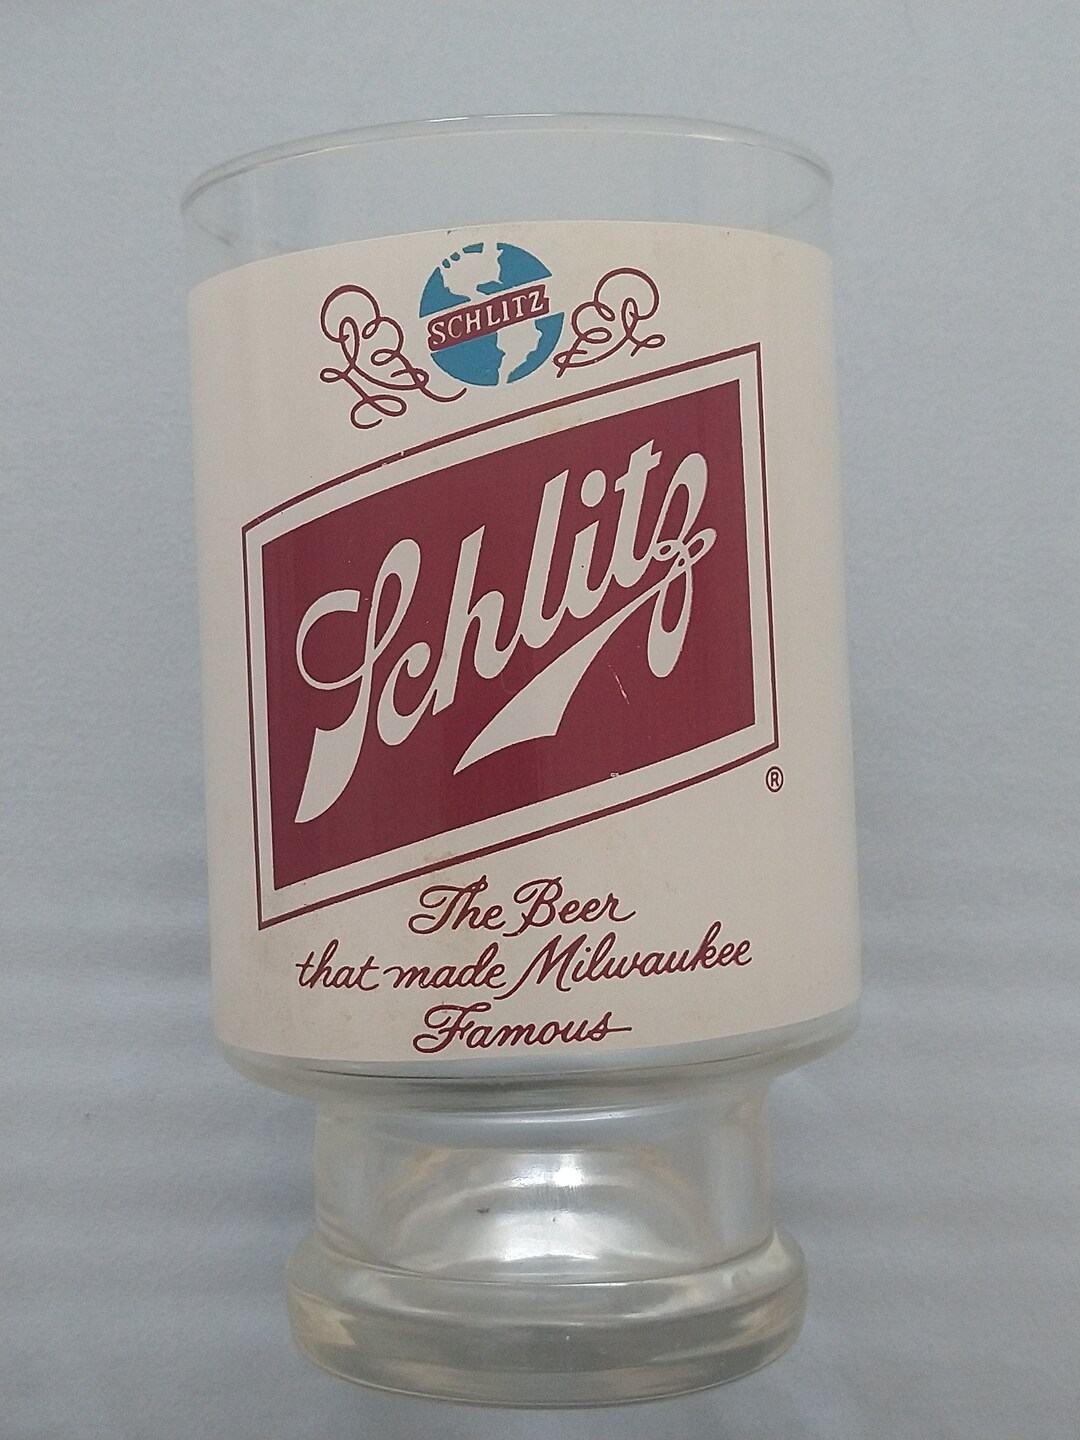 SCHLITZ
Schlitz
®
The Beer
that made Milwaukee
Famous